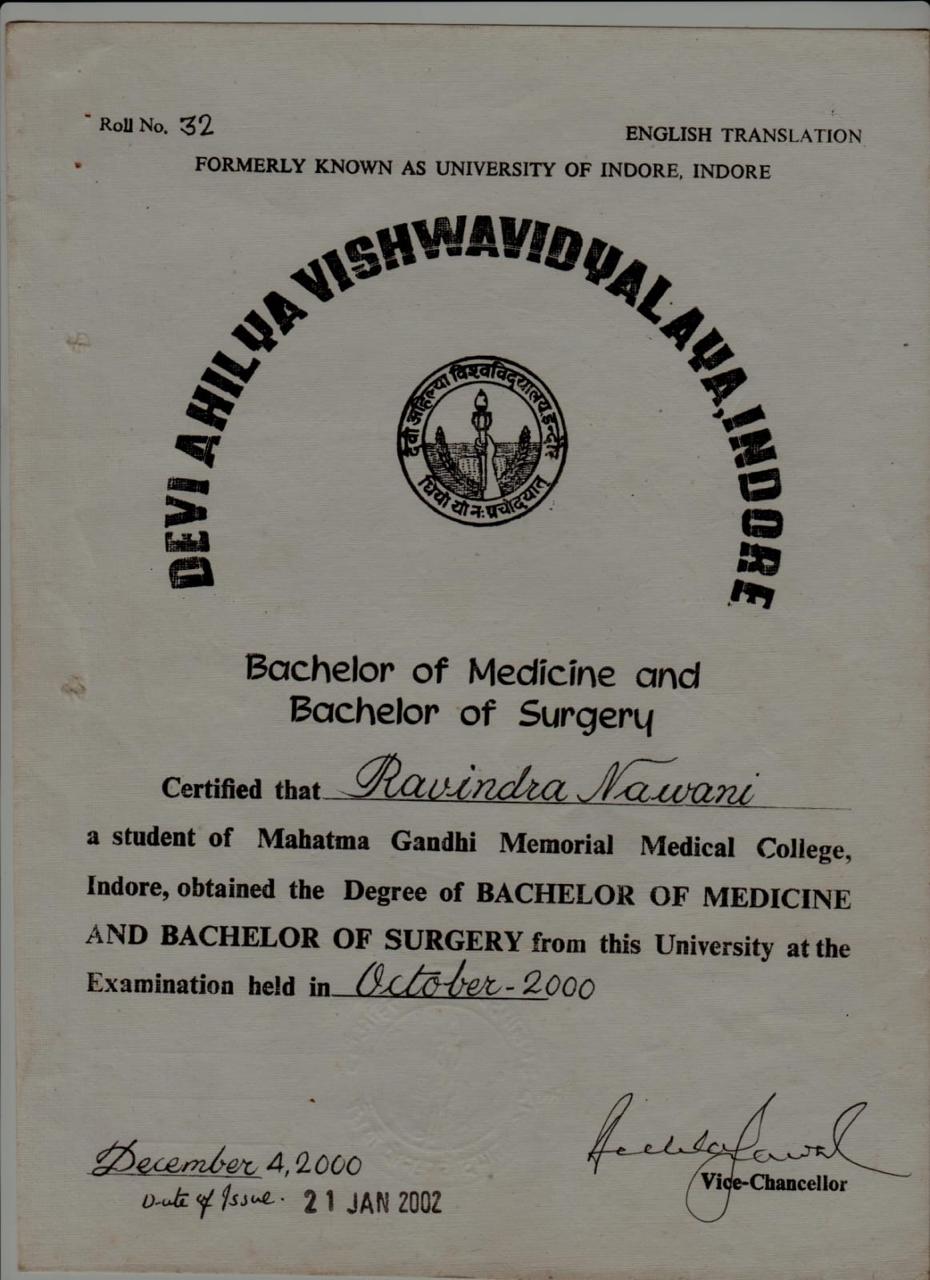 Roll No. 32
ENGLISH TRANSLATION
FORMERLY KNOWN AS UNIVERSITY OF INDORE, INDORE
DEVI AHILYA VISHWAVIDYALAYA, INDORE
देवी अहिल्या विश्वविद्यालय, इन्दौर
धियो यो नः प्रचोदयात्
Bachelor of Medicine and
Bachelor of Surgery
Certified that Ravindra Nawani
a student of Mahatma Gandhi Memorial Medical College,
Indore, obtained the Degree of BACHELOR OF MEDICINE
AND BACHELOR OF SURGERY from this University at the
Examination held in October-2000
December 4, 2000
Date of Issue. 21 JAN 2002
Vice-Chancellor